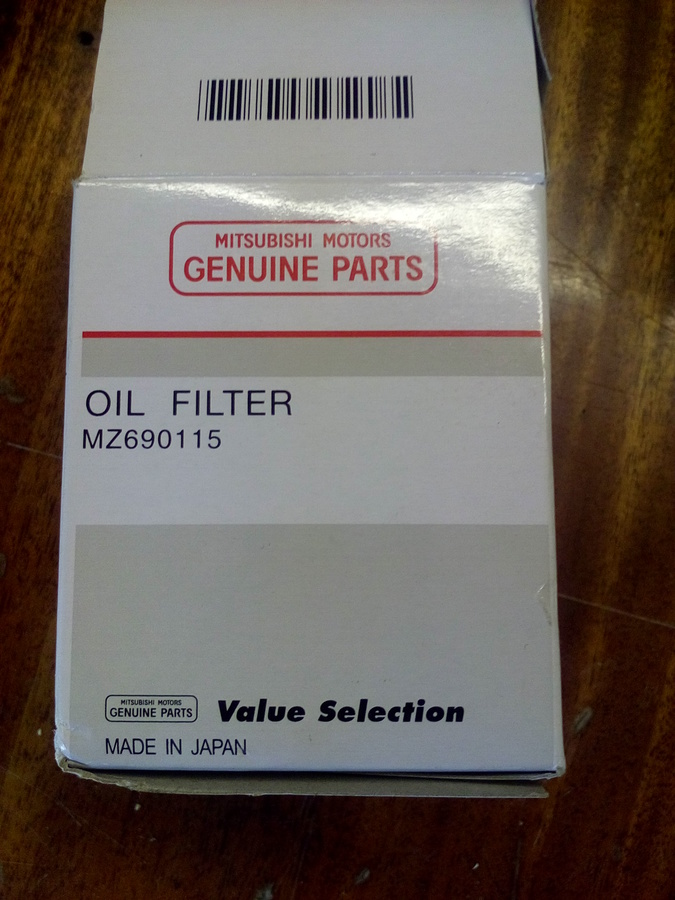 MITSUBISHI MOTORS
GENUINE PARTS
OIL FILTER
MZ690115
MITSUBISHI MOTORS
GENUINE PARTS
Value Selection
MADE IN JAPAN